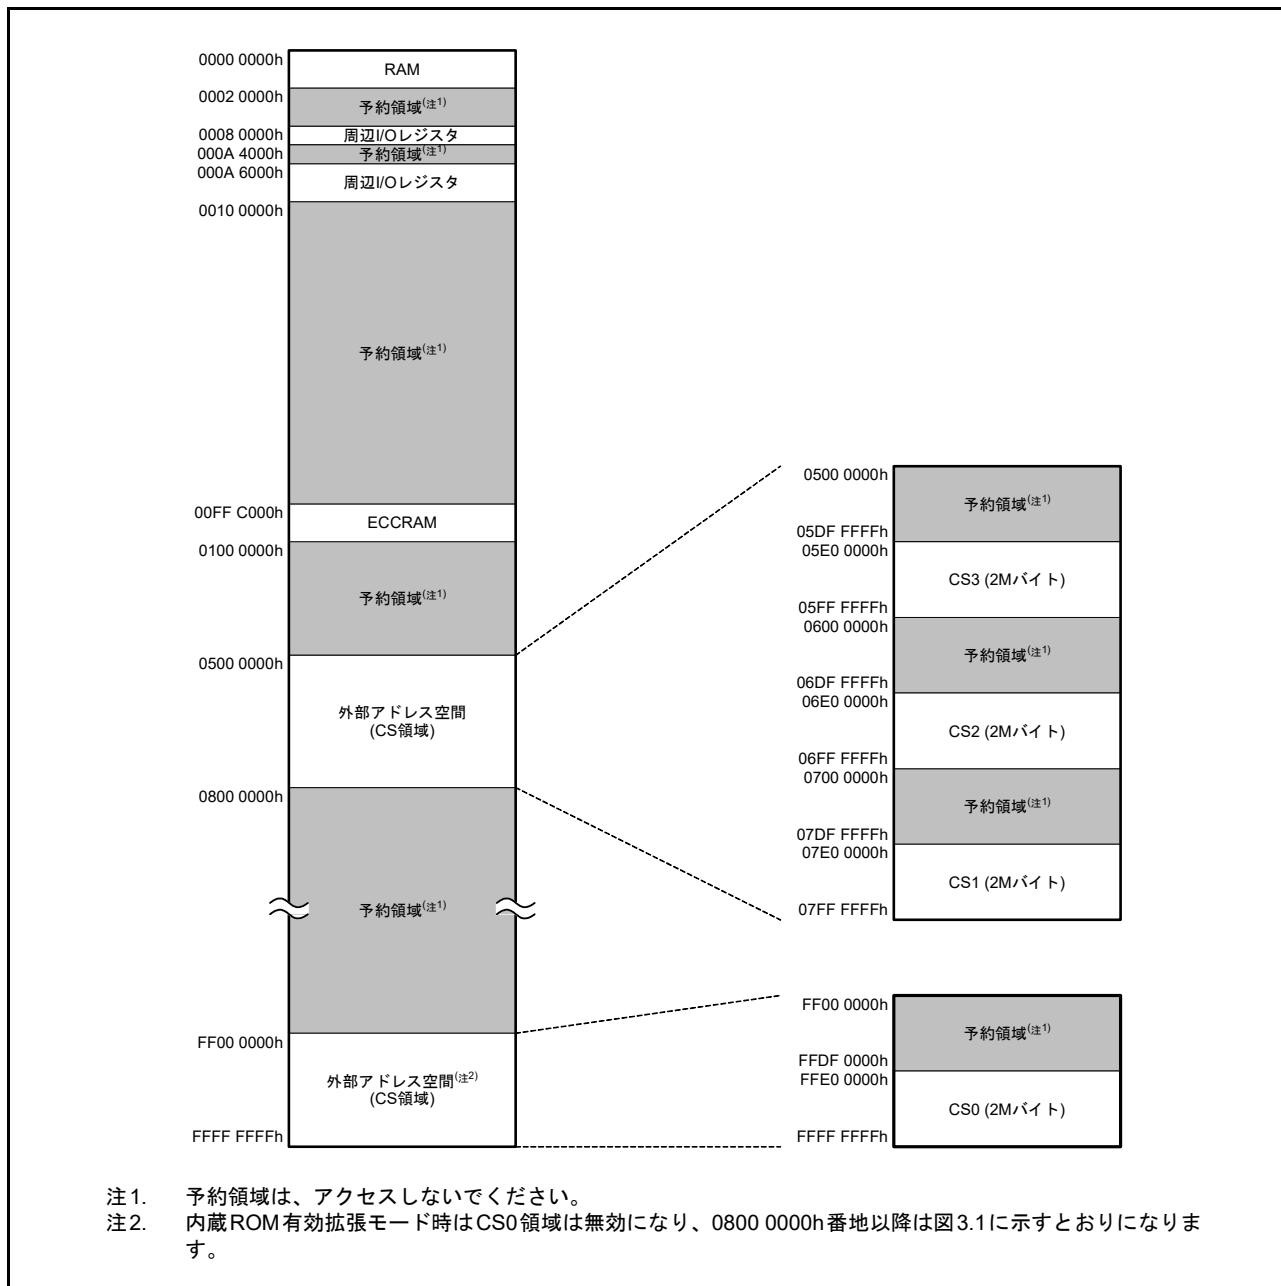 0000 0000h
RAM
0002 0000h
予約領域(注1)
0008 0000h
周辺I/Oレジスタ
000A 4000h
予約領域(注1)
000A 6000h
周辺I/Oレジスタ
0010 0000h
予約領域(注1)
00FF C000h
ECCRAM
0100 0000h
予約領域(注1)
0500 0000h
外部アドレス空間
(CS領域)
0800 0000h
予約領域(注1)
FF00 0000h
外部アドレス空間(注2)
(CS領域)
FFFF FFFFh
0500 0000h
予約領域(注1)
05DF FFFFh
05E0 0000h
CS3 (2Mバイト)
05FF FFFFh
0600 0000h
予約領域(注1)
06DF FFFFh
06E0 0000h
CS2 (2Mバイト)
06FF FFFFh
0700 0000h
予約領域(注1)
07DF FFFFh
07E0 0000h
CS1 (2Mバイト)
07FF FFFFh
FF00 0000h
予約領域(注1)
FFDF 0000h
FFE0 0000h
CS0 (2Mバイト)
FFFF FFFFh
注1. 予約領域は、アクセスしないでください。
注2. 内蔵ROM有効拡張モード時はCS0領域は無効になり、0800 0000h番地以降は図3.1に示すとおりになりま
す。